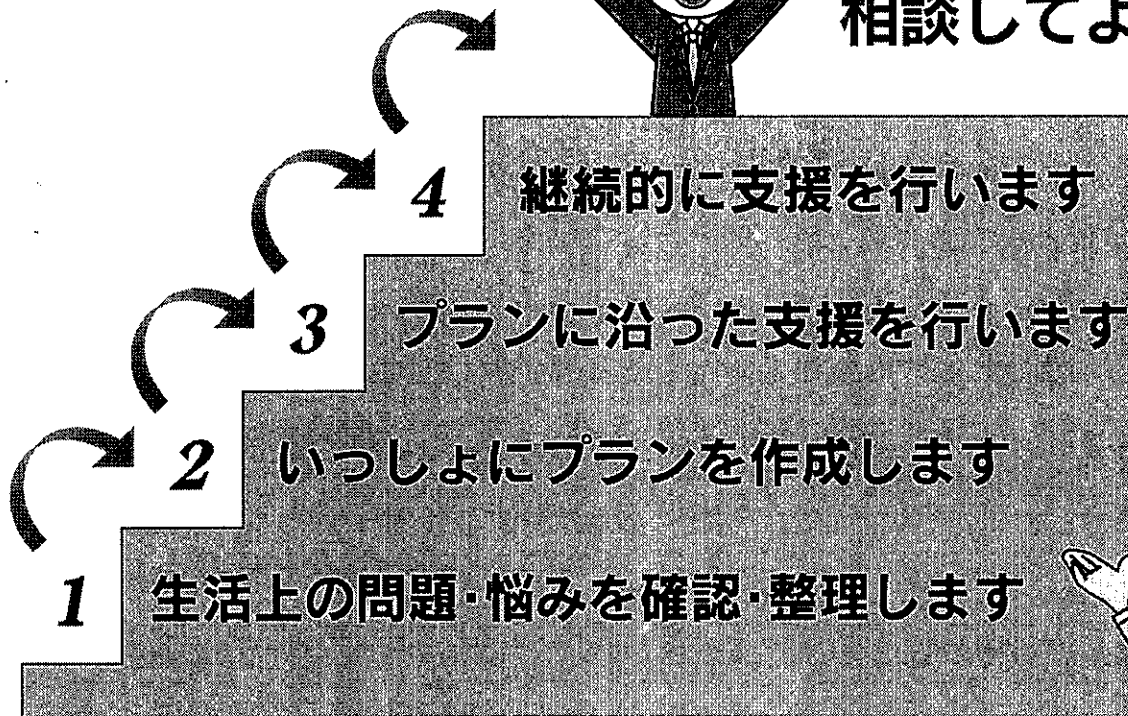 相談してよ
4 継続的に支援を行います
3 プランに沿った支援を行います
2 いっしょにプランを作成します
1 生活上の問題・悩みを確認・整理します